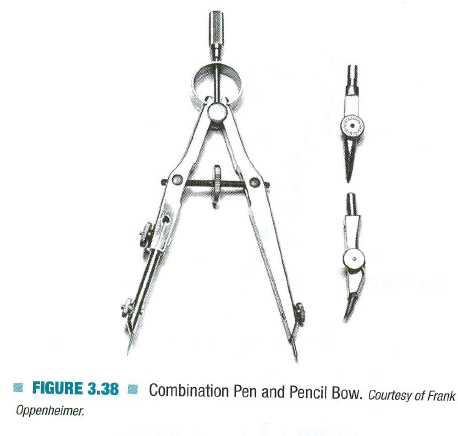 FIGURE 3.38 Combination Pen and Pencil Bow. Courtesy of Frank
Oppenheimer.